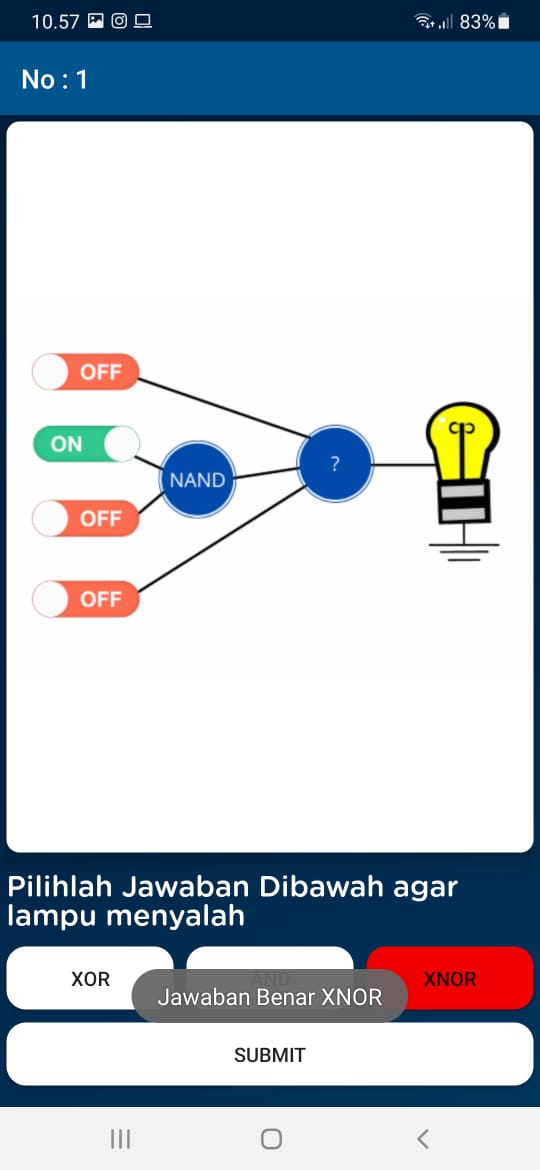 10.57 83%
No : 1
OFF
ON
NAND
?
OFF
OFF
Pilihlah Jawaban Dibawah agar
lampu menyalah
XOR AND XNOR
Jawaban Benar XNOR
SUBMIT